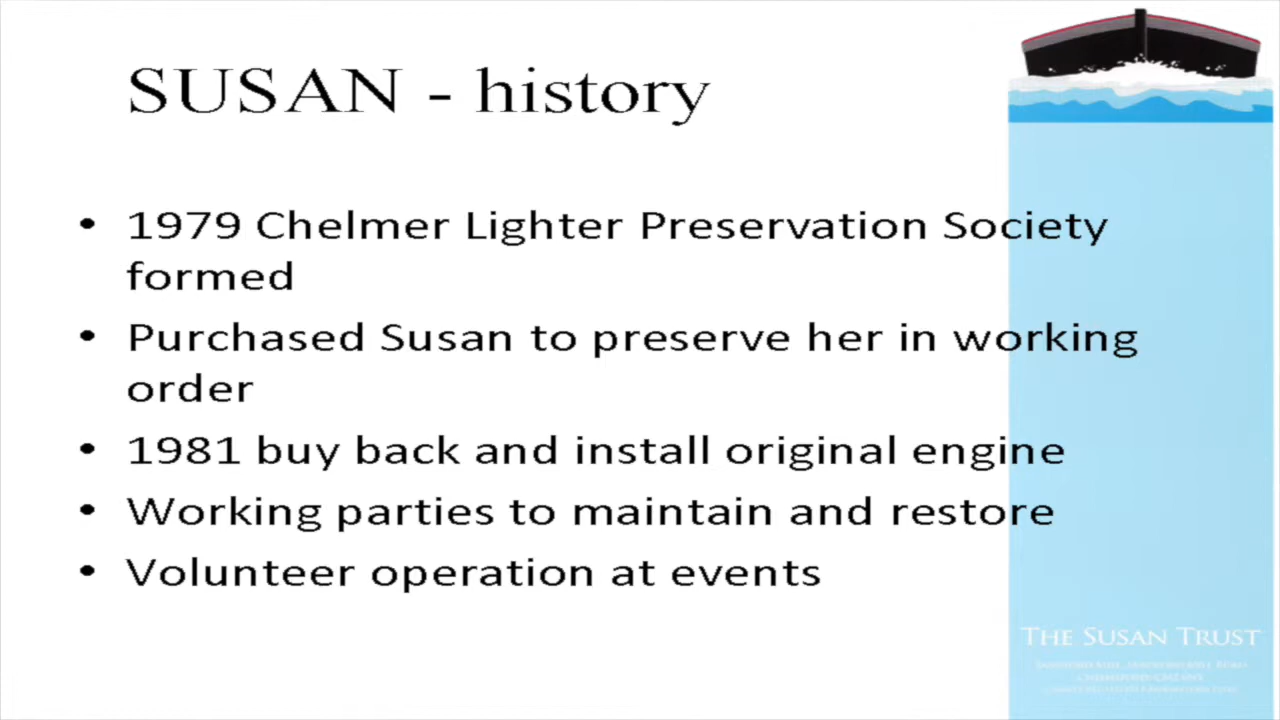 SUSAN - history
• 1979 Chelmer Lighter Preservation Society
formed
• Purchased Susan to preserve her in working
order
• 1981 buy back and install original engine
• Working parties to maintain and restore
• Volunteer operation at events
THE SUSAN TRUST